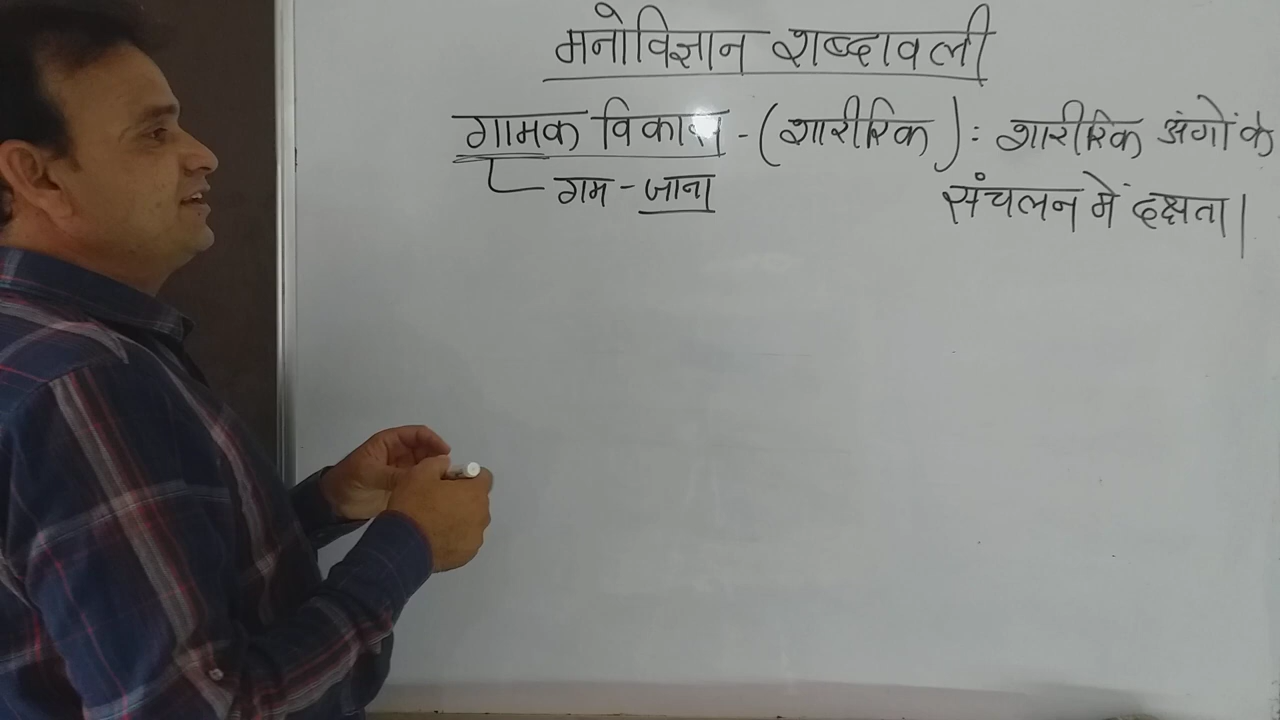 मनोविज्ञान शब्दावली
गामक विकास - (शारीरिक) : शारीरिक अंगों के
गम - जाना संचलन में दक्षता।